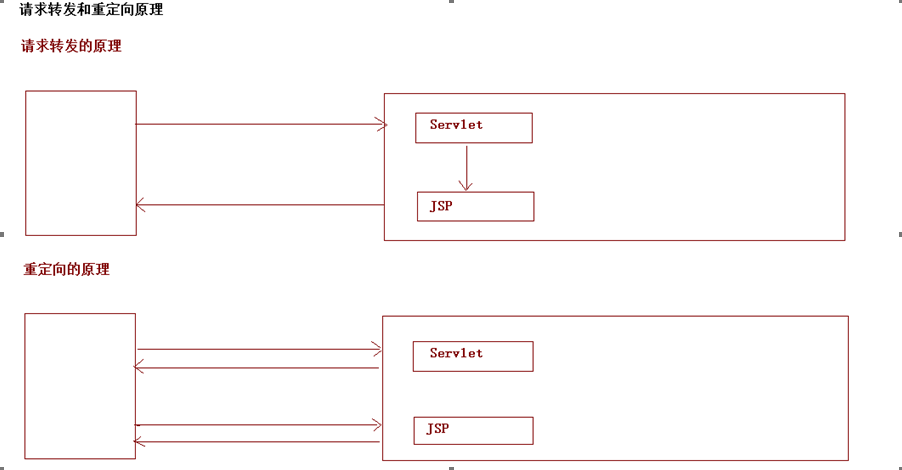 请求转发和重定向原理
请求转发的原理
Servlet
JSP
重定向的原理
Servlet
JSP